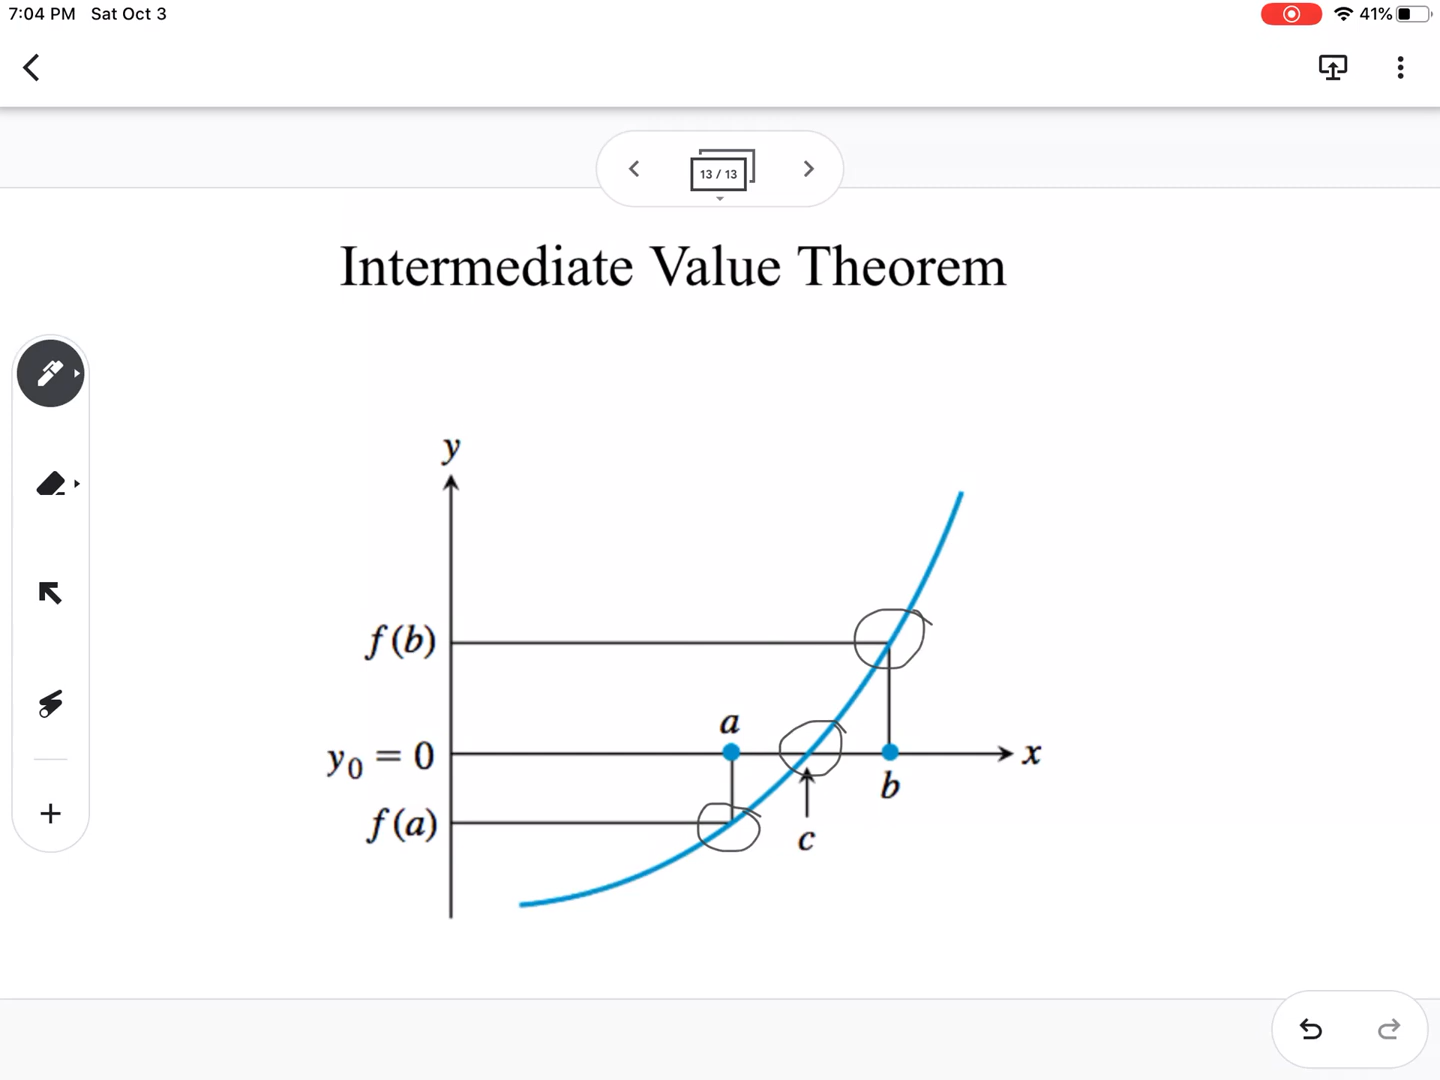 7:04 PM Sat Oct 3
41%
13 / 13
Intermediate Value Theorem
y
f(b)
a
y₀ = 0
x
b
f(a)
c